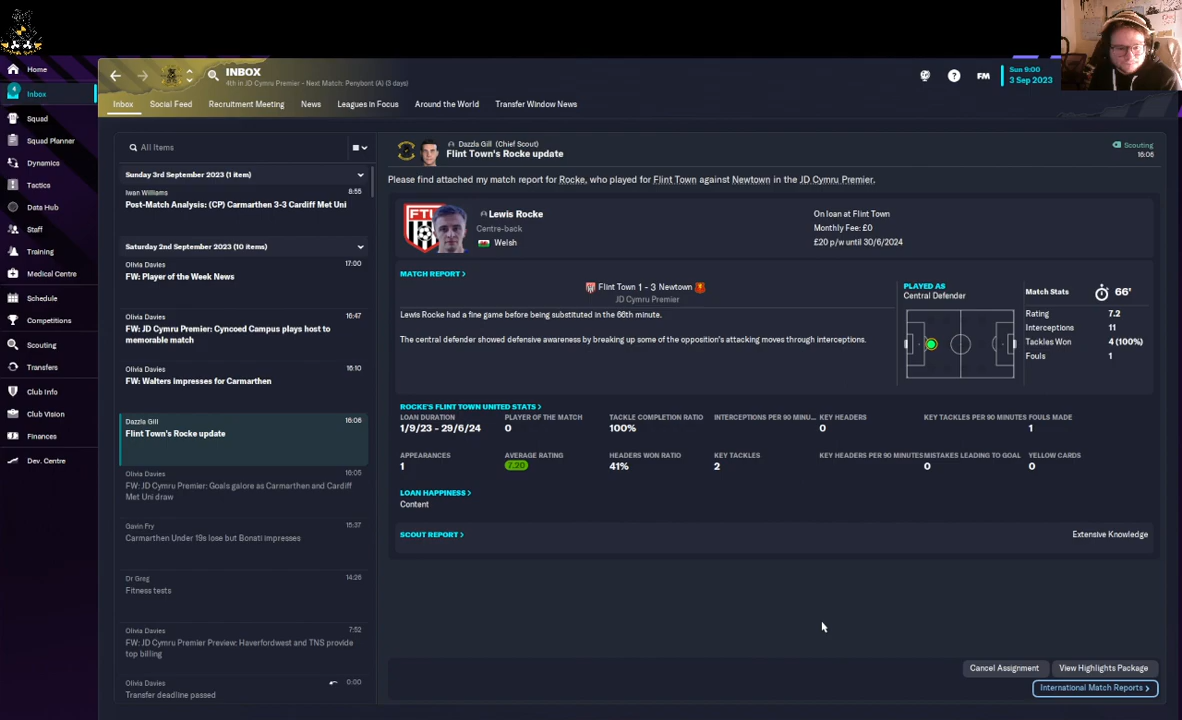 Home
4
Inbox
Squad
Squad Planner
Dynamics
Tactics
Data Hub
Staff
Training
Medical Centre
Schedule
Competitions
Scouting
Transfers
Club Info
Club Vision
Finances
Dev. Centre
INBOX
4th in JD Cymru Premier - Next Match: Penybont (A) (3 days)
FM
Sun 9:00
3 Sep 2023
Inbox Social Feed Recruitment Meeting News Leagues in Focus Around the World Transfer Window News
All Items
Sunday 3rd September 2023 (1 item)
Iwan Williams 8:55
Post-Match Analysis: (CP) Carmarthen 3-3 Cardiff Met Uni
Saturday 2nd September 2023 (10 items)
Olivia Davies 17:00
FW: Player of the Week News
Olivia Davies 16:47
FW: JD Cymru Premier: Cyncoed Campus plays host to
memorable match
Olivia Davies 16:10
FW: Walters impresses for Carmarthen
Dazzla Gill 16:06
Flint Town's Rocke update
Olivia Davies 16:05
FW: JD Cymru Premier: Goals galore as Carmarthen and Cardiff
Met Uni draw
Gavin Fry 15:37
Carmarthen Under 19s lose but Bonati impresses
Dr Greg 14:26
Fitness tests
Olivia Davies 7:52
FW: JD Cymru Premier Preview: Haverfordwest and TNS provide
top billing
Olivia Davies 0:00
Transfer deadline passed
Dazzla Gill (Chief Scout)
Flint Town's Rocke update
Scouting
16:06
Please find attached my match report for Rocke, who played for Flint Town against Newtown in the JD Cymru Premier.
FTU
Lewis Rocke
Centre-back
Welsh
On loan at Flint Town
Monthly Fee: £0
£20 p/w until 30/6/2024
MATCH REPORT >
Flint Town 1 - 3 Newtown
JD Cymru Premier
Lewis Rocke had a fine game before being substituted in the 66th minute.
The central defender showed defensive awareness by breaking up some of the opposition's attacking moves through interceptions.
PLAYED AS
Central Defender
Match Stats 66'
Rating 7.2
Interceptions 11
Tackles Won 4 (100%)
Fouls 1
ROCKE'S FLINT TOWN UNITED STATS >
LOAN DURATION PLAYER OF THE MATCH TACKLE COMPLETION RATIO INTERCEPTIONS PER 90 MINU... KEY HEADERS KEY TACKLES PER 90 MINUTES FOULS MADE
1/9/23 - 29/6/24 0 100% 0 1
APPEARANCES AVERAGE RATING HEADERS WON RATIO KEY TACKLES KEY HEADERS PER 90 MINUTES MISTAKES LEADING TO GOAL YELLOW CARDS
1 7.20 41% 2 0 0
LOAN HAPPINESS >
Content
SCOUT REPORT > Extensive Knowledge
Cancel Assignment View Highlights Package
International Match Reports >